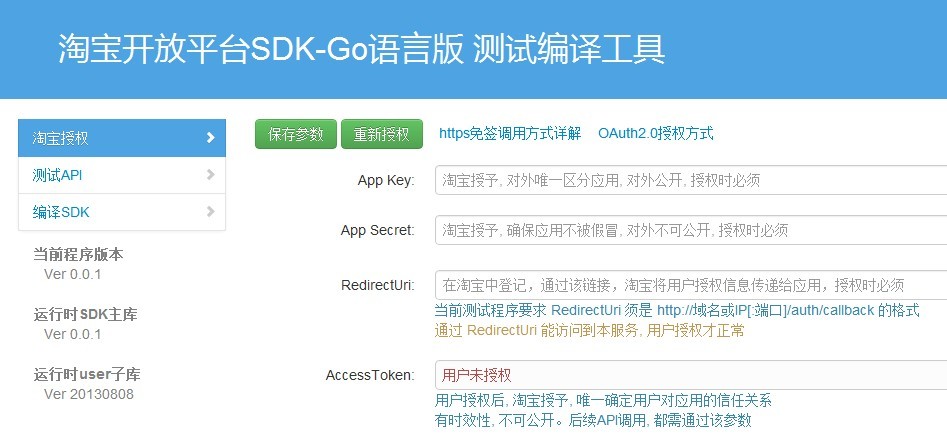 淘宝开放平台SDK-Go语言版 测试编译工具
淘宝授权
测试API
编译SDK
当前程序版本
Ver 0.0.1
运行时SDK主库
Ver 0.0.1
运行时user子库
Ver 20130808
保存参数 重新授权 https免签调用方式详解 OAuth2.0授权方式
App Key: 淘宝授予, 对外唯一区分应用, 对外公开, 授权时必须
App Secret: 淘宝授予, 确保应用不被假冒, 对外不可公开, 授权时必须
RedirectUri: 在淘宝中登记，通过该链接，淘宝将用户授权信息传递给应用，授权时必须
当前测试程序要求 RedirectUri 须是 http://域名或IP[:端口]/auth/callback 的格式
通过 RedirectUri 能访问到本服务, 用户授权才正常
AccessToken: 用户未授权
用户授权后, 淘宝授予, 唯一确定用户对应用的信任关系
有时效性, 不可公开。后续API调用, 都需通过该参数